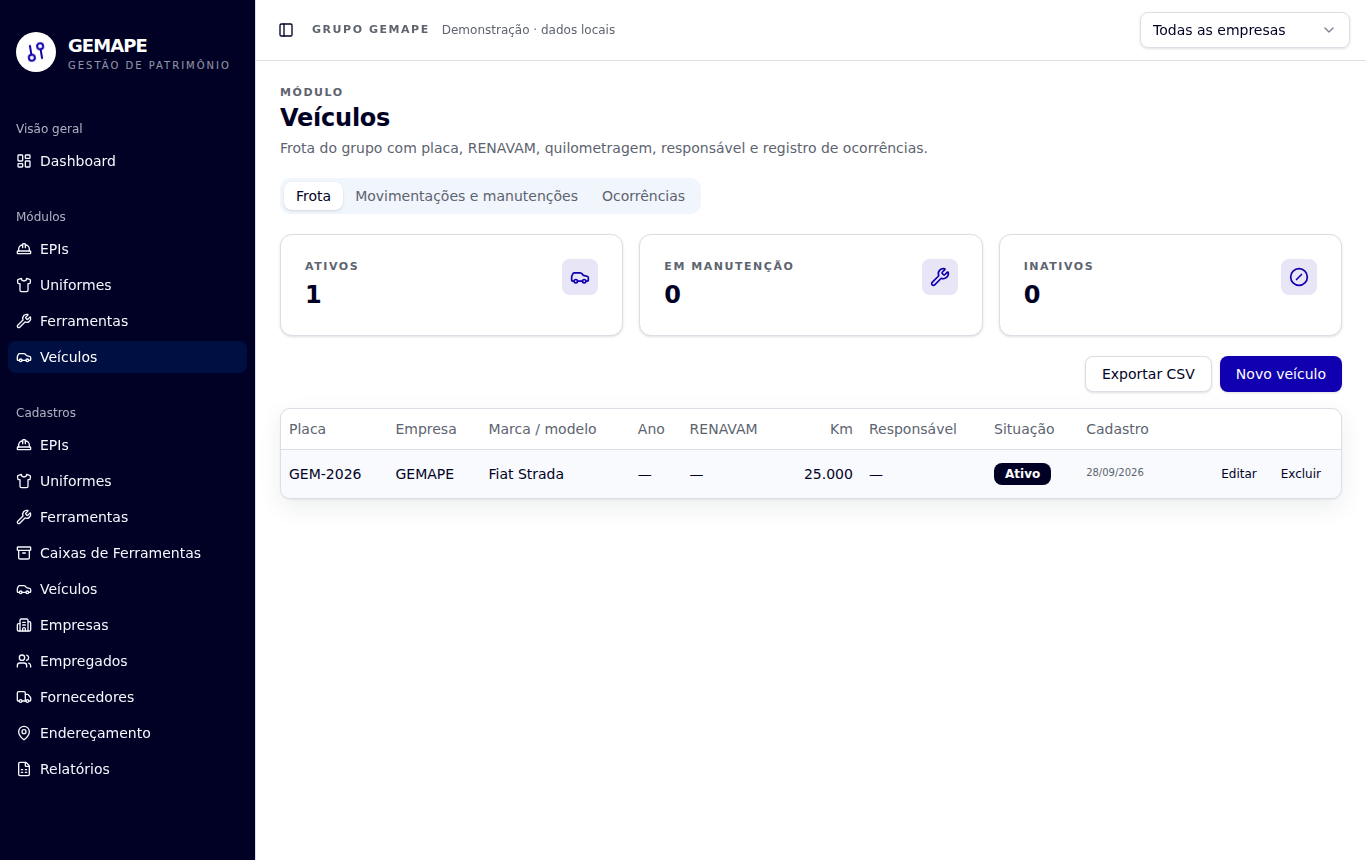 GEMAPE
GESTÃO DE PATRIMÔNIO
Visão geral
Dashboard
Módulos
EPIs
Uniformes
Ferramentas
Veículos
Cadastros
EPIs
Uniformes
Ferramentas
Caixas de Ferramentas
Veículos
Empresas
Empregados
Fornecedores
Endereçamento
Relatórios
GRUPO GEMAPE Demonstração · dados locais Todas as empresas
MÓDULO
Veículos
Frota do grupo com placa, RENAVAM, quilometragem, responsável e registro de ocorrências.
Frota Movimentações e manutenções Ocorrências
ATIVOS
1
EM MANUTENÇÃO
0
INATIVOS
0
Exportar CSV Novo veículo
Placa Empresa Marca / modelo Ano RENAVAM Km Responsável Situação Cadastro
GEM-2026 GEMAPE Fiat Strada — — 25.000 — Ativo 28/09/2026 Editar Excluir